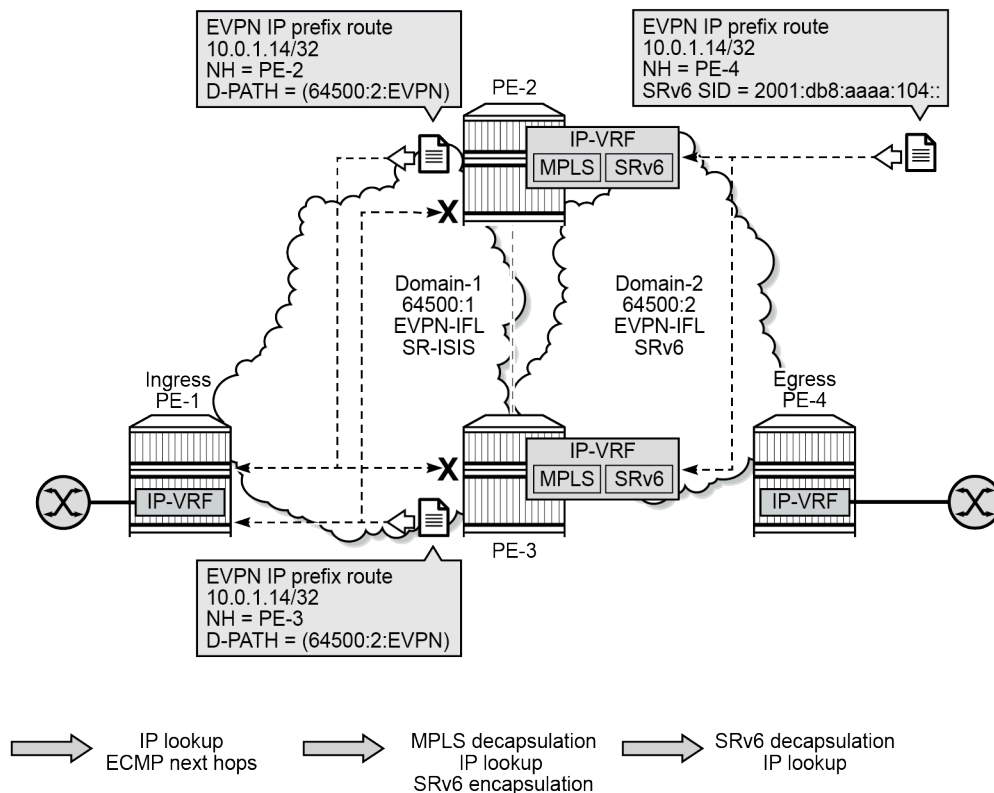 EVPN IP prefix route
10.0.1.14/32
NH = PE-2
D-PATH = (64500:2:EVPN)
EVPN IP prefix route
10.0.1.14/32
NH = PE-4
SRv6 SID = 2001:db8:aaaa:104::
PE-2
IP-VRF
MPLS
SRv6
X
Domain-1
64500:1
EVPN-IFL
SR-ISIS
Domain-2
64500:2
EVPN-IFL
SRv6
Ingress
PE-1
IP-VRF
X
IP-VRF
MPLS
SRv6
PE-3
Egress
PE-4
IP-VRF
EVPN IP prefix route
10.0.1.14/32
NH = PE-3
D-PATH = (64500:2:EVPN)
IP lookup
ECMP next hops
MPLS decapsulation
IP lookup
SRv6 encapsulation
SRv6 decapsulation
IP lookup